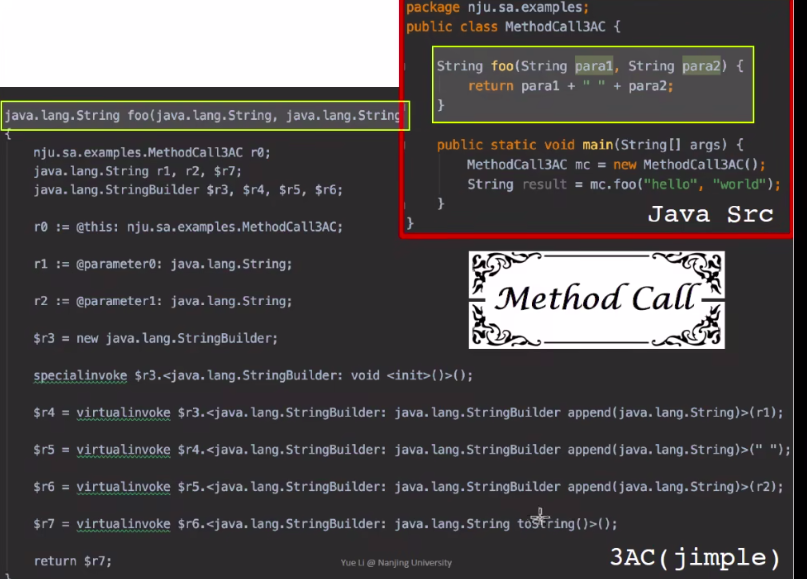 package nju.sa.examples;
public class MethodCall3AC {
String foo(String para1, String para2) {
return para1 + " " + para2;
}
public static void main(String[] args) {
MethodCall3AC mc = new MethodCall3AC();
String result = mc.foo("hello", "world");
}
}
Java Src
Method Call
java.lang.String foo(java.lang.String, java.lang.String
{
nju.sa.examples.MethodCall3AC r0;
java.lang.String r1, r2, $r7;
java.lang.StringBuilder $r3, $r4, $r5, $r6;
r0 := @this: nju.sa.examples.MethodCall3AC;
r1 := @parameter0: java.lang.String;
r2 := @parameter1: java.lang.String;
$r3 = new java.lang.StringBuilder;
specialinvoke $r3.<java.lang.StringBuilder: void <init>()>();
$r4 = virtualinvoke $r3.<java.lang.StringBuilder: java.lang.StringBuilder append(java.lang.String)>(r1);
$r5 = virtualinvoke $r4.<java.lang.StringBuilder: java.lang.StringBuilder append(java.lang.String)>(" ");
$r6 = virtualinvoke $r5.<java.lang.StringBuilder: java.lang.StringBuilder append(java.lang.String)>(r2);
$r7 = virtualinvoke $r6.<java.lang.StringBuilder: java.lang.String toString()>();
return $r7;
}
Yue Li @ Nanjing University
3AC(jimple)